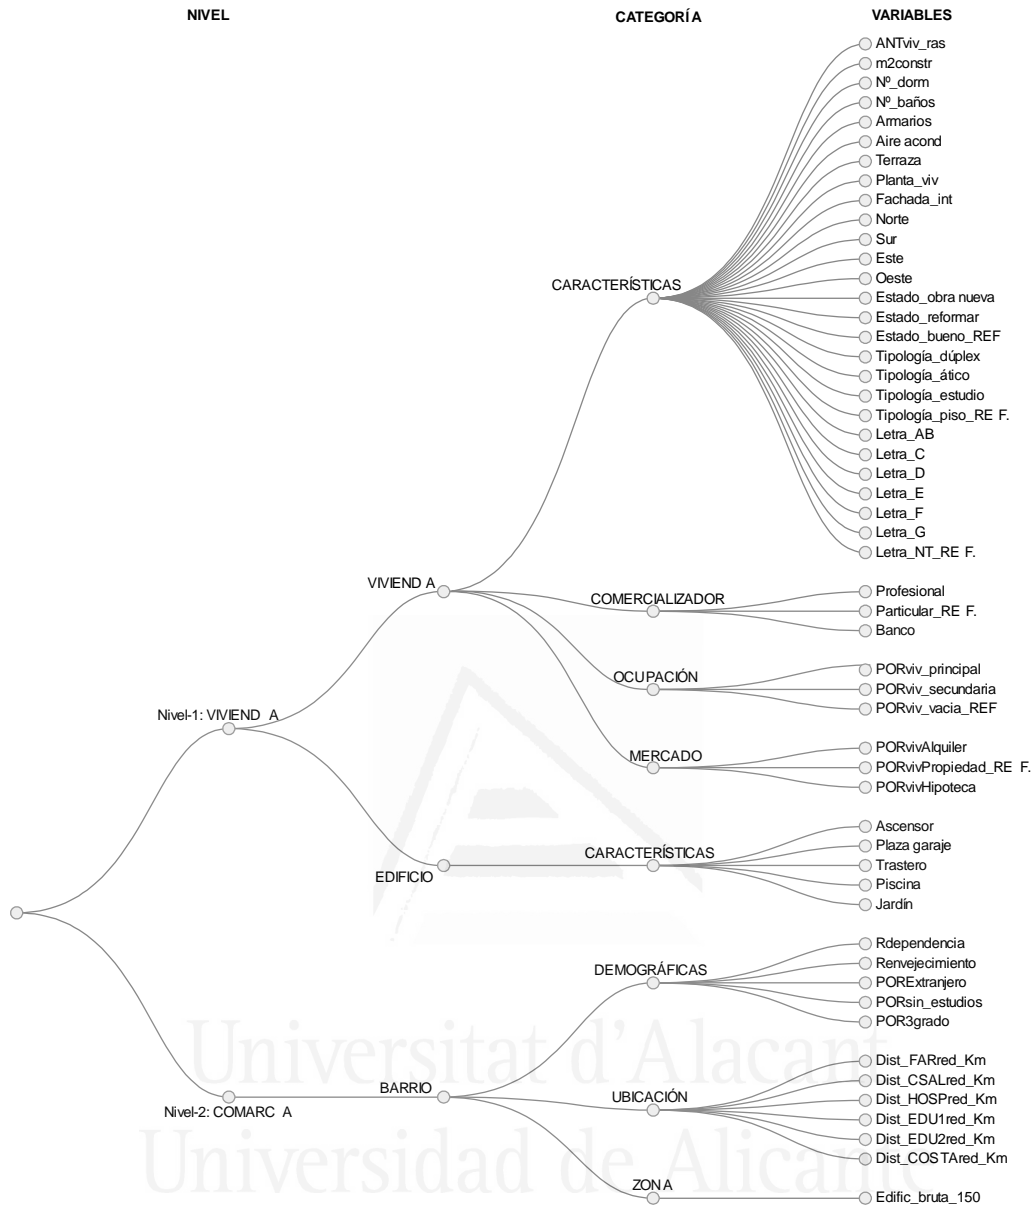 NIVEL
CATEGORÍA
VARIABLES
ANTviv_ras
m2constr
Nº_dorm
Nº_baños
Armarios
Aire acond
Terraza
Planta_viv
Fachada_int
Norte
Sur
Este
Oeste
CARACTERÍSTICAS
Estado_obra nueva
Estado_reformar
Estado_bueno_REF
Tipología_dúplex
Tipología_ático
Tipología_estudio
Tipología_piso_RE F.
Letra_AB
Letra_C
Letra_D
Letra_E
Letra_F
Letra_G
Letra_NT_RE F.
VIVIEND A
COMERCIALIZADOR
Profesional
Particular_RE F.
Banco
OCUPACIÓN
PORviv_principal
PORviv_secundaria
PORviv_vacia_REF
Nivel-1: VIVIEND A
MERCADO
PORvivAlquiler
PORvivPropiedad_RE F.
PORvivHipoteca
EDIFICIO
CARACTERÍSTICAS
Ascensor
Plaza garaje
Trastero
Piscina
Jardín
DEMOGRÁFICAS
Rdependencia
Renvejecimiento
PORExtranjero
PORsin_estudios
POR3grado
Universitat d'Alacant
BARRIO
Nivel-2: COMARC A
UBICACIÓN
Dist_FARred_Km
Dist_CSALred_Km
Dist_HOSPred_Km
Dist_EDU1red_Km
Dist_EDU2red_Km
Dist_COSTAred_Km
Universidad de Alicante
ZONA
Edific_bruta_150